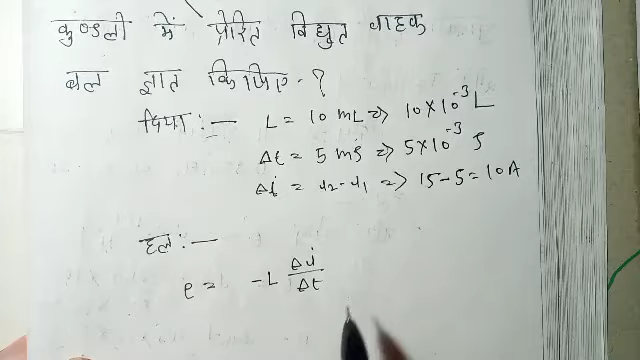 कुण्डली में प्रेरित विद्युत वाहक
बल ज्ञात किजिए - ?
दिया :— L = 10 mL => 10×10⁻³ L
Δt = 5 ms => 5×10⁻³ s
Δi = i₂-i₁ => 15-5 = 10A
हल :—
e = -L Δi/Δt